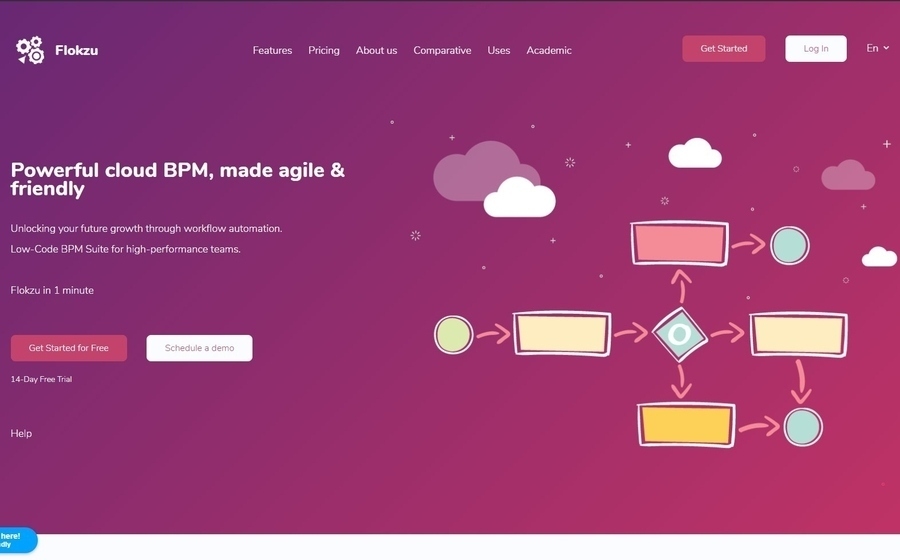 Flokzu
Features
Pricing
About us
Comparative
Uses
Academic
Get Started
Log In
En
Powerful cloud BPM, made agile &
friendly
Unlocking your future growth through workflow automation.
Low-Code BPM Suite for high-performance teams.
Flokzu in 1 minute
Get Started for Free
Schedule a demo
14-Day Free Trial
Help
here!